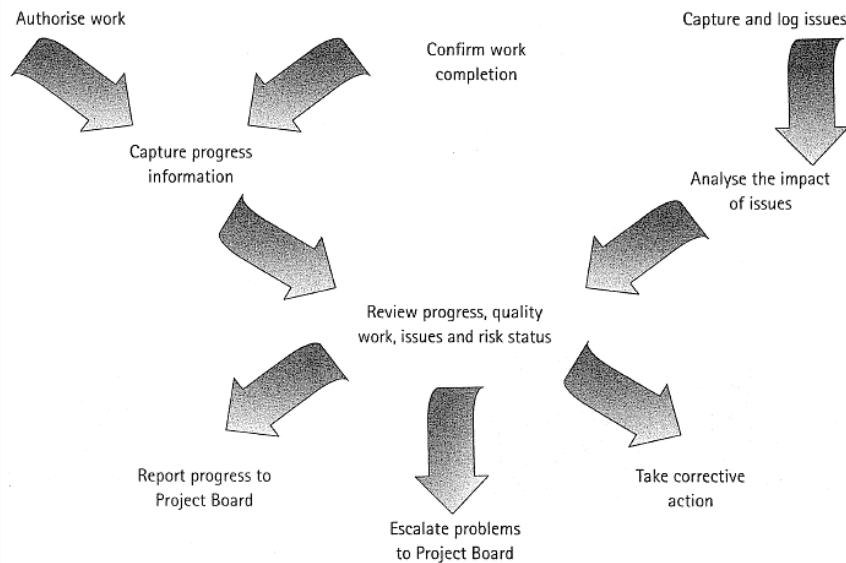 Authorise work
Confirm work
completion
Capture and log issues
Capture progress
information
Analyse the impact
of issues
Review progress, quality
work, issues and risk status
Report progress to
Project Board
Escalate problems
to Project Board
Take corrective
action